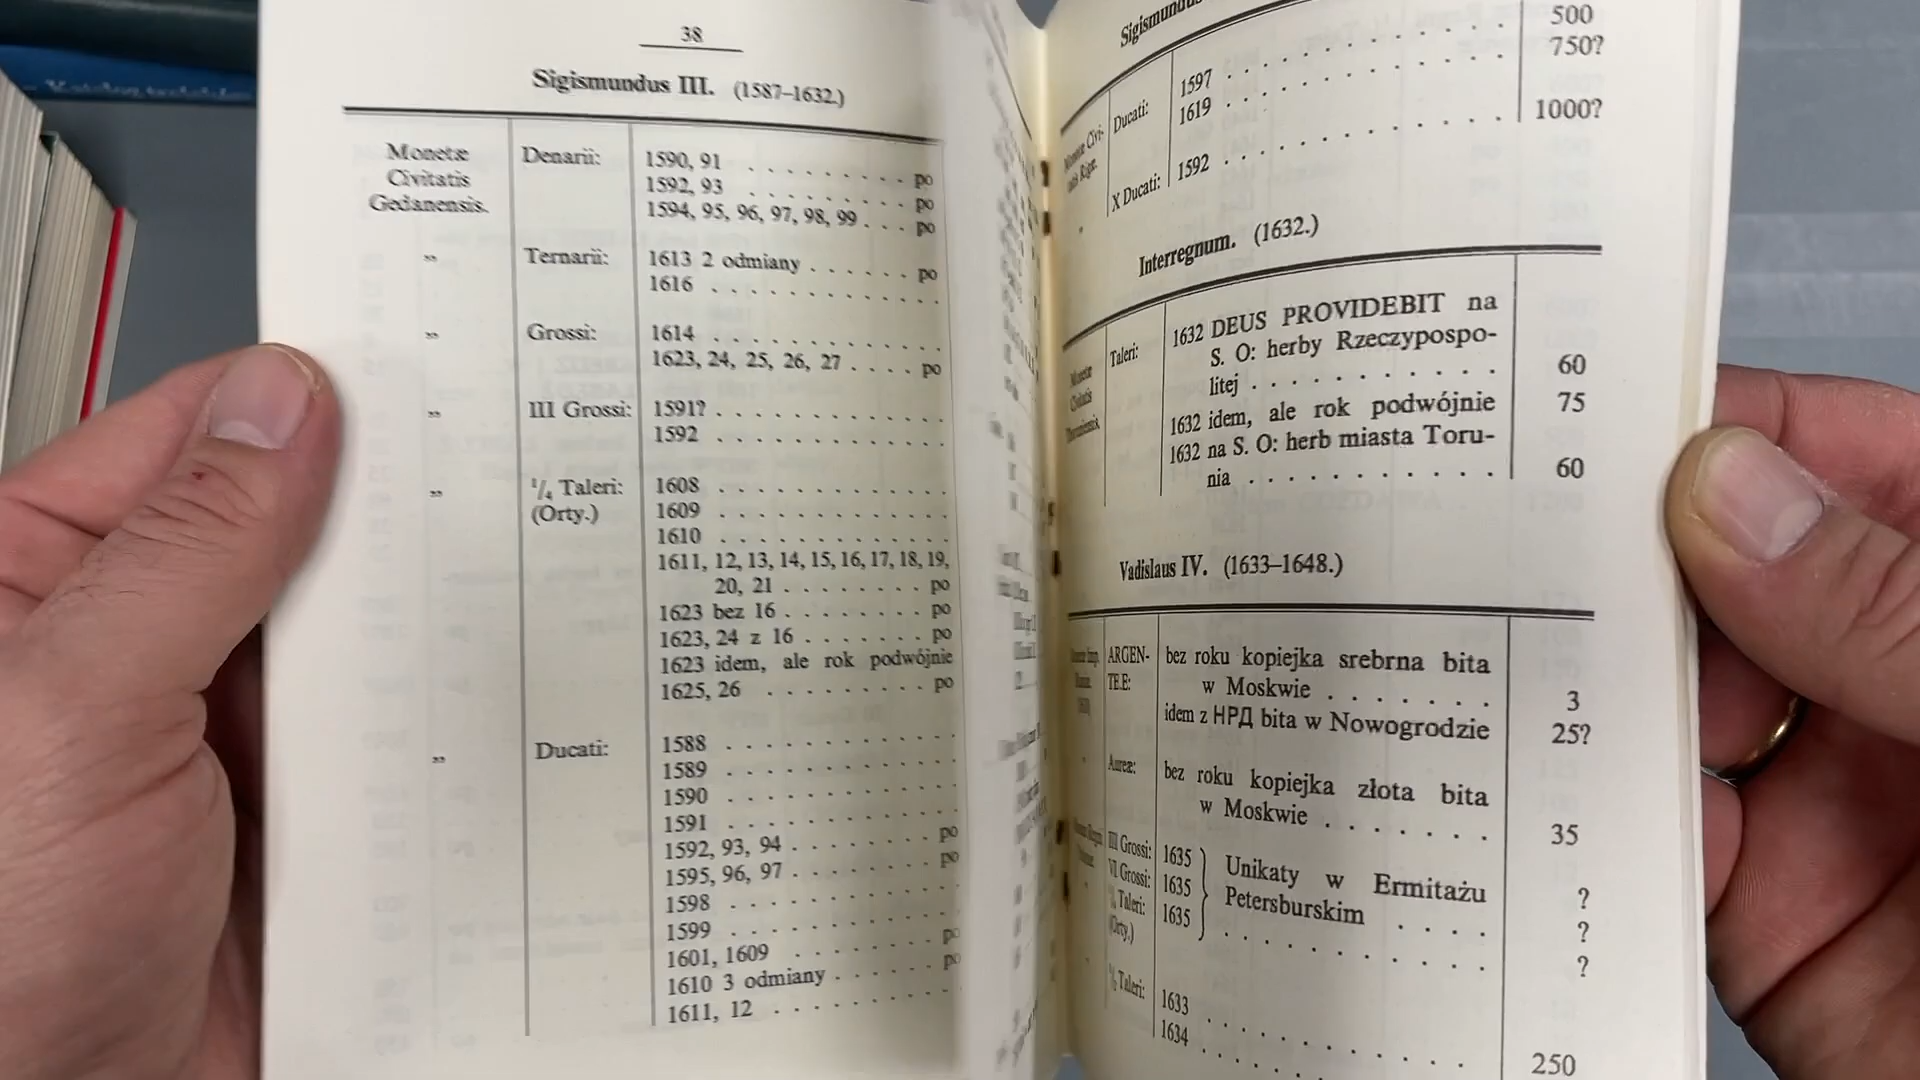 38
Sigismundus III. (1587–1632.)
Monetæ Civitatis Gedanensis.
Denarii: 1590, 91 . . . . . . . . . po
1592, 93 . . . . . . . . . po
1594, 95, 96, 97, 98, 99 . . . po
„ Ternarii: 1613 2 odmiany . . . . . . po
1616 . . . . . . . . . . . .
„ Grossi: 1614 . . . . . . . . . . . .
1623, 24, 25, 26, 27 . . . . po
„ III Grossi: 1591? . . . . . . . . . . . .
1592 . . . . . . . . . . . .
„ ¼ Taleri: 1608 . . . . . . . . . . . .
(Orty.) 1609 . . . . . . . . . . . .
1610 . . . . . . . . . . . .
1611, 12, 13, 14, 15, 16, 17, 18, 19,
20, 21 . . . . . . . . po
1623 bez 16 . . . . . . . . po
1623, 24 z 16 . . . . . . . po
1623 idem, ale rok podwójnie
1625, 26 . . . . . . . . . po
„ Ducati: 1588 . . . . . . . . . . . .
1589 . . . . . . . . . . . .
1590 . . . . . . . . . . . .
1591 . . . . . . . . . . . .
1592, 93, 94 . . . . . . . . po
1595, 96, 97 . . . . . . . . po
1598 . . . . . . . . . . . .
1599 . . . . . . . . . . . .
1601, 1609 . . . . . . . . po
1610 3 odmiany . . . . . . po
1611, 12 . . . . . . . . . .
Sigismundus
500
Ducati: 1597 . . . . . . . . . . . . 750?
1619 . . . . . . . . . . . .
X Ducati: 1592 . . . . . . . . . . . . 1000?
Interregnum. (1632.)
Taleri: 1632 DEUS PROVIDEBIT na
S. O: herby Rzeczypospo-
litej . . . . . . . . . . . 60
1632 idem, ale rok podwójnie 75
1632 na S. O: herb miasta Toru-
nia . . . . . . . . . . . 60
Vadislaus IV. (1633–1648.)
ARGEN- bez roku kopiejka srebrna bita
TEÆ: w Moskwie . . . . . . 3
idem z НРД bita w Nowogrodzie 25?
Aureæ: bez roku kopiejka złota bita
w Moskwie . . . . . . 35
III Grossi: 1635 Unikaty w Ermitażu ?
VI Grossi: 1635 Petersburskim . . . . ?
Taleri: 1635 . . . . . . . . . . ?
(Orty.)
Taleri: 1633 . . . . . . . . . .
1634 . . . . . . . . . . 250